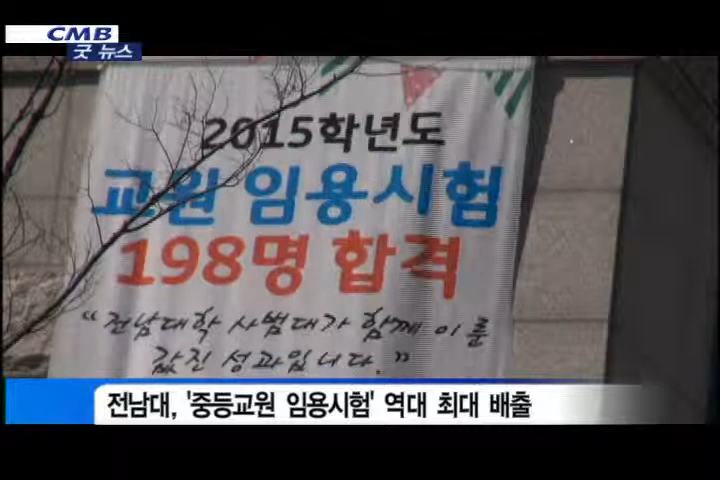 CMB
굿 뉴스
2015학년도
교원 임용시험
198명 합격
"전남대학 사범대가 함께 이룬
값진 성과입니다."
전남대, '중등교원 임용시험' 역대 최대 배출